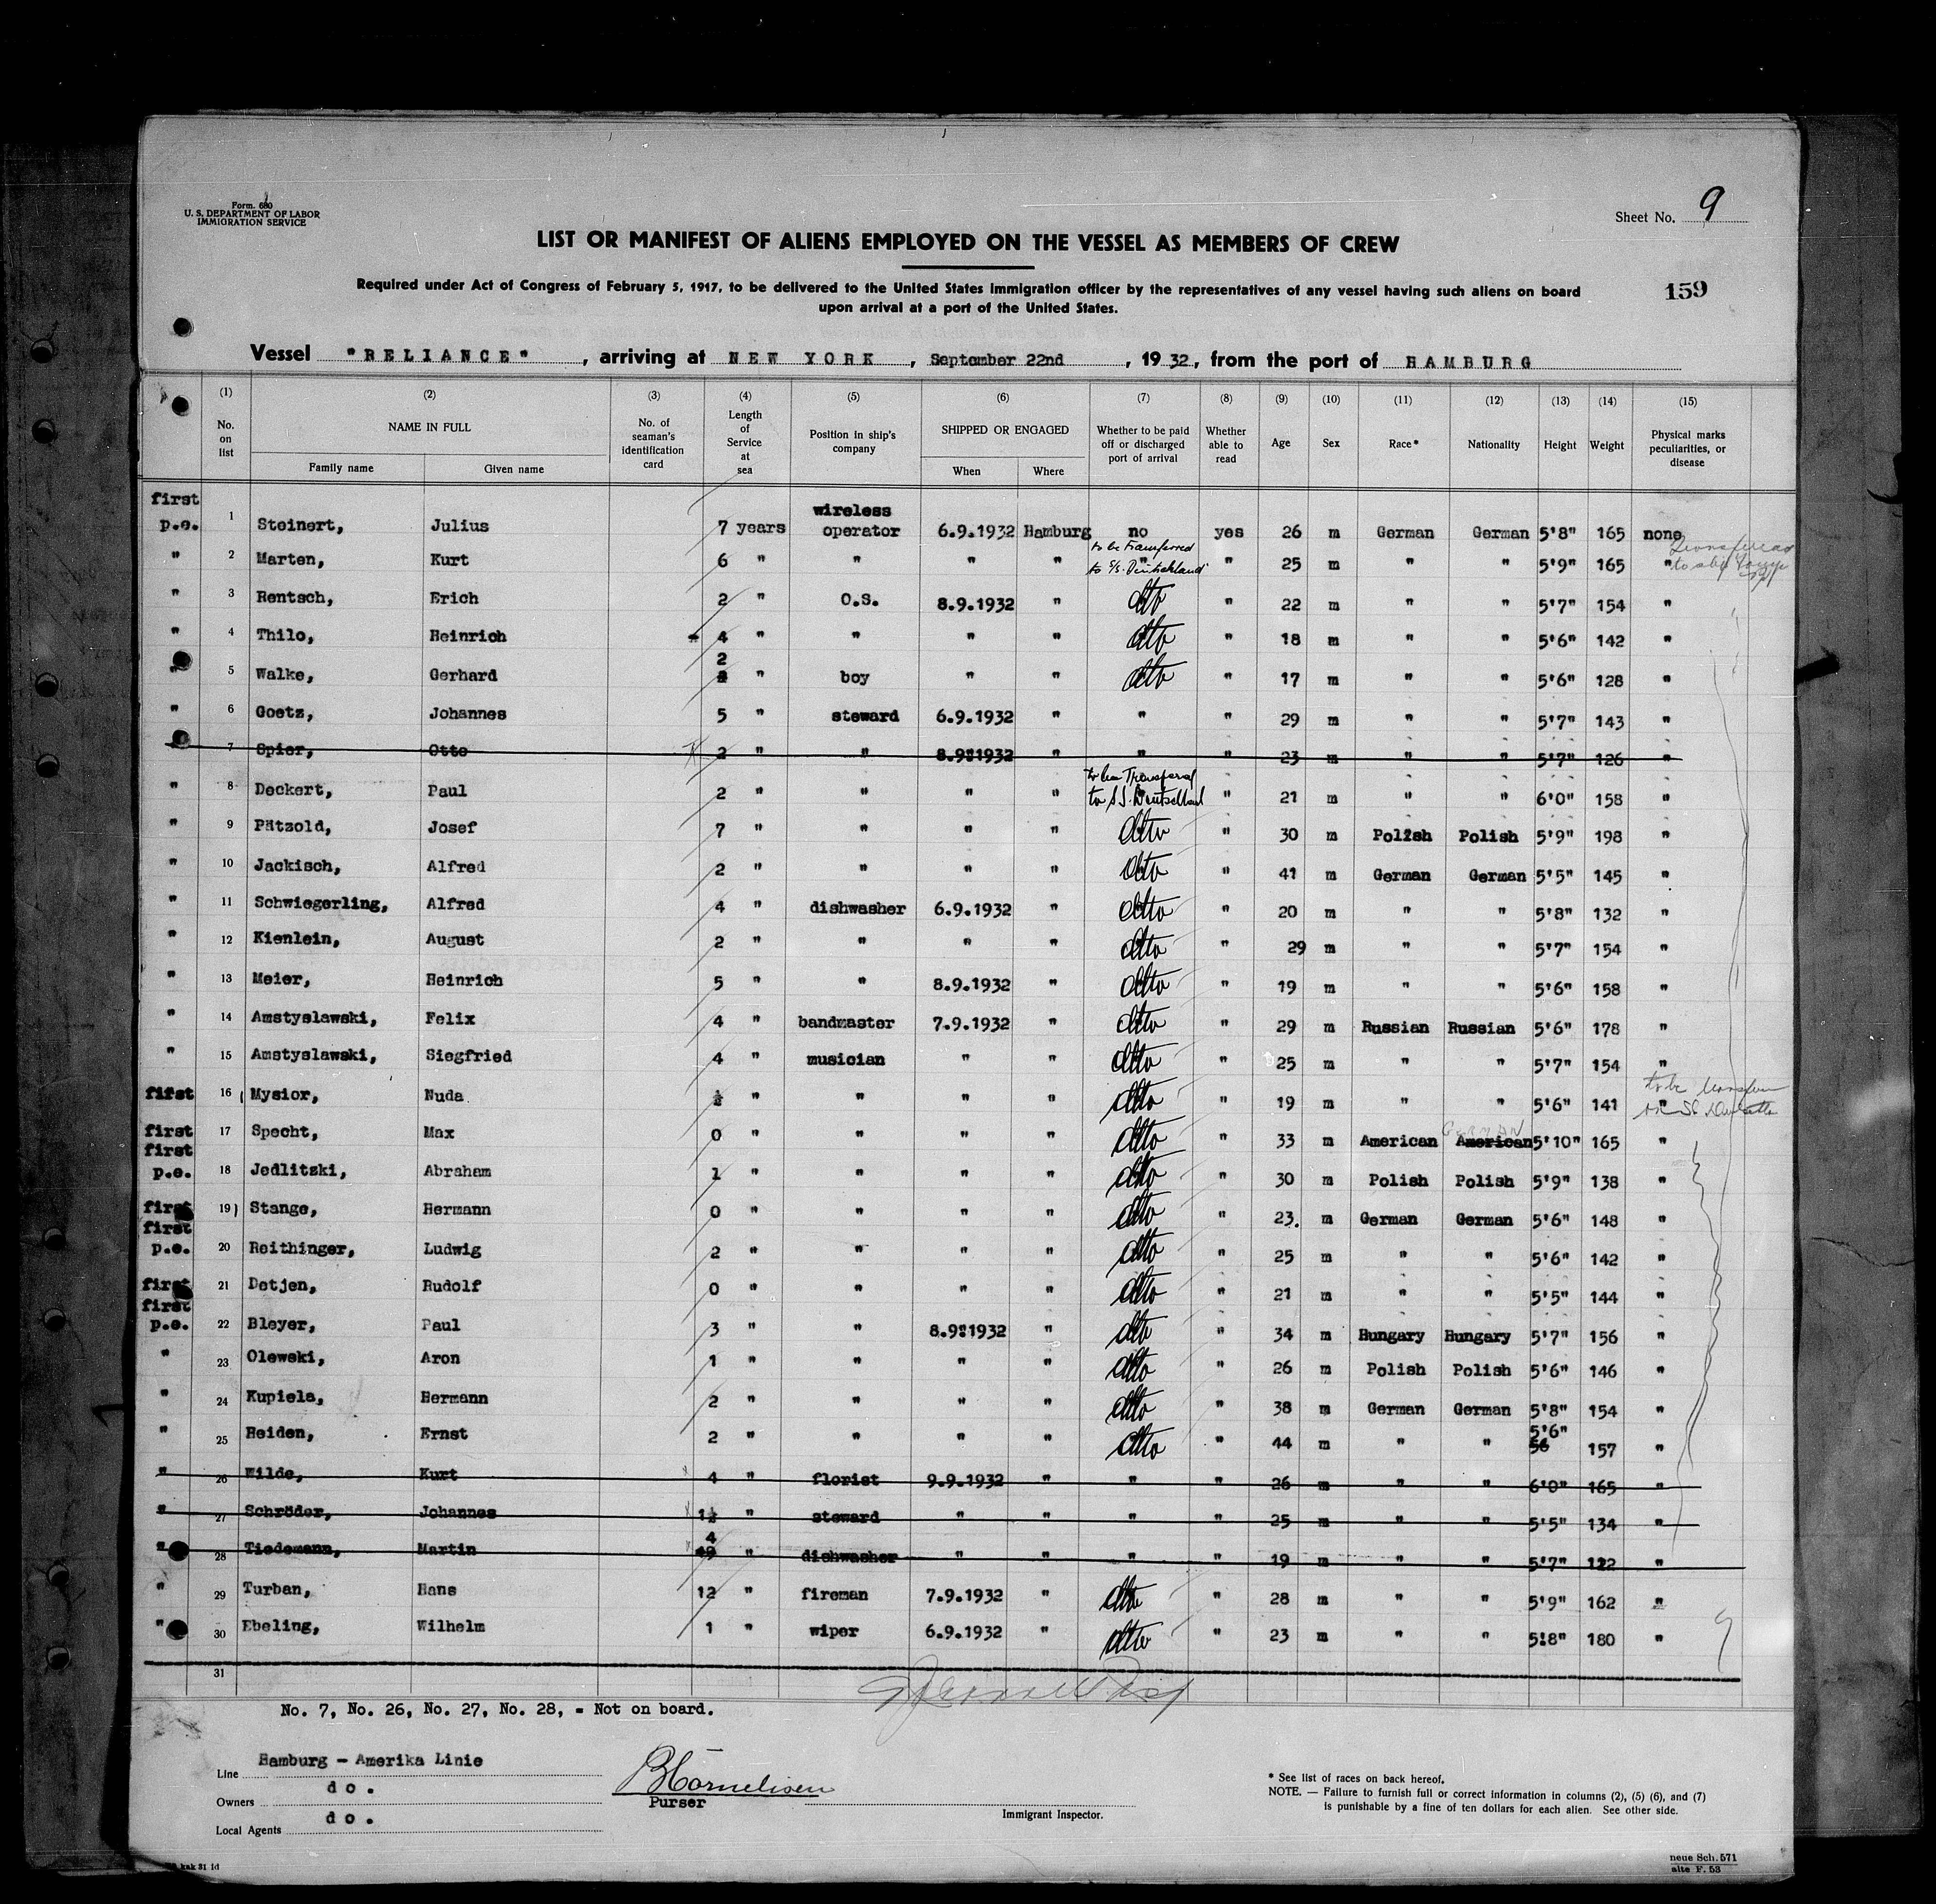 Form 680
U. S. DEPARTMENT OF LABOR
IMMIGRATION SERVICE
Sheet No. 9
LIST OR MANIFEST OF ALIENS EMPLOYED ON THE VESSEL AS MEMBERS OF CREW
Required under Act of Congress of February 5, 1917, to be delivered to the United States Immigration officer by the representatives of any vessel having such aliens on board
upon arrival at a port of the United States.
159
Vessel "RELIANCE", arriving at NEW YORK, September 22nd, 1932, from the port of HAMBURG
(1) (2) (3) (4) (5) (6) (7) (8) (9) (10) (11) (12) (13) (14) (15)
No. on list NAME IN FULL Family name Given name No. of seaman's identification card Length of Service at sea Position in ship's company SHIPPED OR ENGAGED When Where Whether to be paid off or discharged port of arrival Whether able to read Age Sex Race* Nationality Height Weight Physical marks peculiarities, or disease
first p.e. 1 Steinert, Julius 7 years wireless operator 6.9.1932 Hamburg no yes 26 m German German 5'8" 165 none
" 2 Marten, Kurt 6 " " " " to be Transferred to S/S. Deutschland " 25 m " " 5'9" 165 "
" 3 Rentsch, Erich 2 " O.S. 8.9.1932 " dto " 22 m " " 5'7" 154 "
" 4 Thilo, Heinrich 4 " " " " dto " 18 m " " 5'6" 142 "
" 5 Walke, Gerhard 2 " boy " " dto " 17 m " " 5'6" 128 "
" 6 Goetz, Johannes 5 " steward 6.9.1932 " " " 29 m " " 5'7" 143 "
7 Spier, Otto 2 " " 8.9.1932 " " " 23 m " " 5'7" 126 "
" 8 Deckert, Paul 2 " " " " to be Transferred to S.S. Deutschland " 21 m " " 6'0" 158 "
" 9 Pätzold, Josef 7 " " " " ditto " 30 m Polish Polish 5'9" 198 "
" 10 Jackisch, Alfred 2 " " " " ditto " 41 m German German 5'5" 145 "
" 11 Schwiegerling, Alfred 4 " dishwasher 6.9.1932 " ditto " 20 m " " 5'8" 132 "
" 12 Kienlein, August 2 " " " " ditto " 29 m " " 5'7" 154 "
" 13 Meier, Heinrich 5 " " 8.9.1932 " ditto " 19 m " " 5'6" 158 "
" 14 Amstyslawski, Felix 4 " bandmaster 7.9.1932 " ditto " 29 m Russian Russian 5'6" 178 "
" 15 Amstyslawski, Siegfried 4 " musician " " ditto " 25 m " " 5'7" 154 "
first 16 Mysior, Nuda ½ " " " " ditto " 19 m " " 5'6" 141 "
first 17 Specht, Max 0 " " " " ditto " 33 m American American GERMAN 5'10" 165 "
first p.e. 18 Jedlitzki, Abraham 1 " " " " ditto " 30 m Polish Polish 5'9" 138 "
first 19 Stange, Hermann 0 " " " " ditto " 23. m German German 5'6" 148 "
first p.e. 20 Reithinger, Ludwig 2 " " " " ditto " 25 m " " 5'6" 142 "
first 21 Detjen, Rudolf 0 " " " " ditto " 21 m " " 5'5" 144 "
first p.e. 22 Bleyer, Paul 3 " " 8.9.1932 " ditto " 34 m Hungary Hungary 5'7" 156 "
" 23 Olewski, Aron 1 " " " " ditto " 26 m Polish Polish 5'6" 146 "
" 24 Kupiela, Hermann 2 " " " " ditto " 38 m German German 5'8" 154 "
" 25 Heiden, Ernst 2 " " " " ditto " 44 m " " 5'6" 157 "
" 26 Wilde, Kurt 4 " florist 9.9.1932 " " " 26 m " " 6'0" 165 "
" 27 Schröder, Johannes 1½ " steward " " " " 25 m " " 5'5" 134 "
" 28 Tiedemann, Martin 4 " dishwasher " " " " 19 m " " 5'7" 122 "
" 29 Turban, Hans 12 " fireman 7.9.1932 " ditto " 28 m " " 5'9" 162 "
" 30 Ebeling, Wilhelm 1 " wiper 6.9.1932 " ditto " 23 m " " 5'8" 180 "
31
No. 7, No. 26, No. 27, No. 28, = Not on board.
Line Hamburg - Amerika Linie
Owners do.
Local Agents do.
BCornelisen
Purser
Immigrant Inspector.
* See list of races on back hereof.
NOTE. — Failure to furnish full or correct information in columns (2), (5) (6), and (7)
is punishable by a fine of ten dollars for each alien. See other side.
neue Sch. 571
alte F. 53